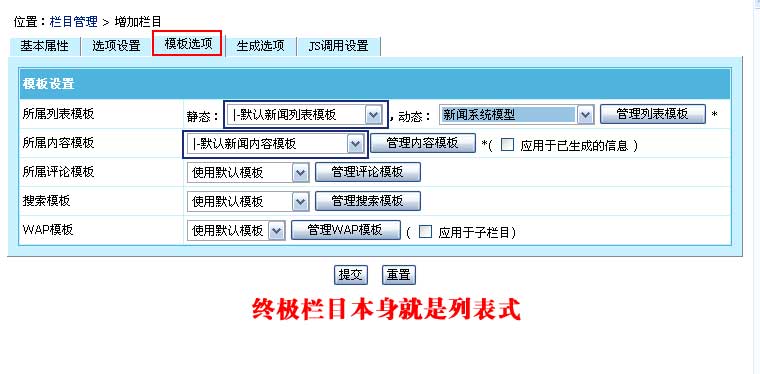 位置：栏目管理 > 增加栏目
基本属性 选项设置 模板选项 生成选项 JS调用设置
模板设置
所属列表模板 静态： |-默认新闻列表模板 ，动态： 新闻系统模型 管理列表模板 *
所属内容模板 |-默认新闻内容模板 管理内容模板 *( 应用于已生成的信息 )
所属评论模板 使用默认模板 管理评论模板
搜索模板 使用默认模板 管理搜索模板
WAP模板 使用默认模板 管理WAP模板 ( 应用于子栏目)
提交 重置
终极栏目本身就是列表式